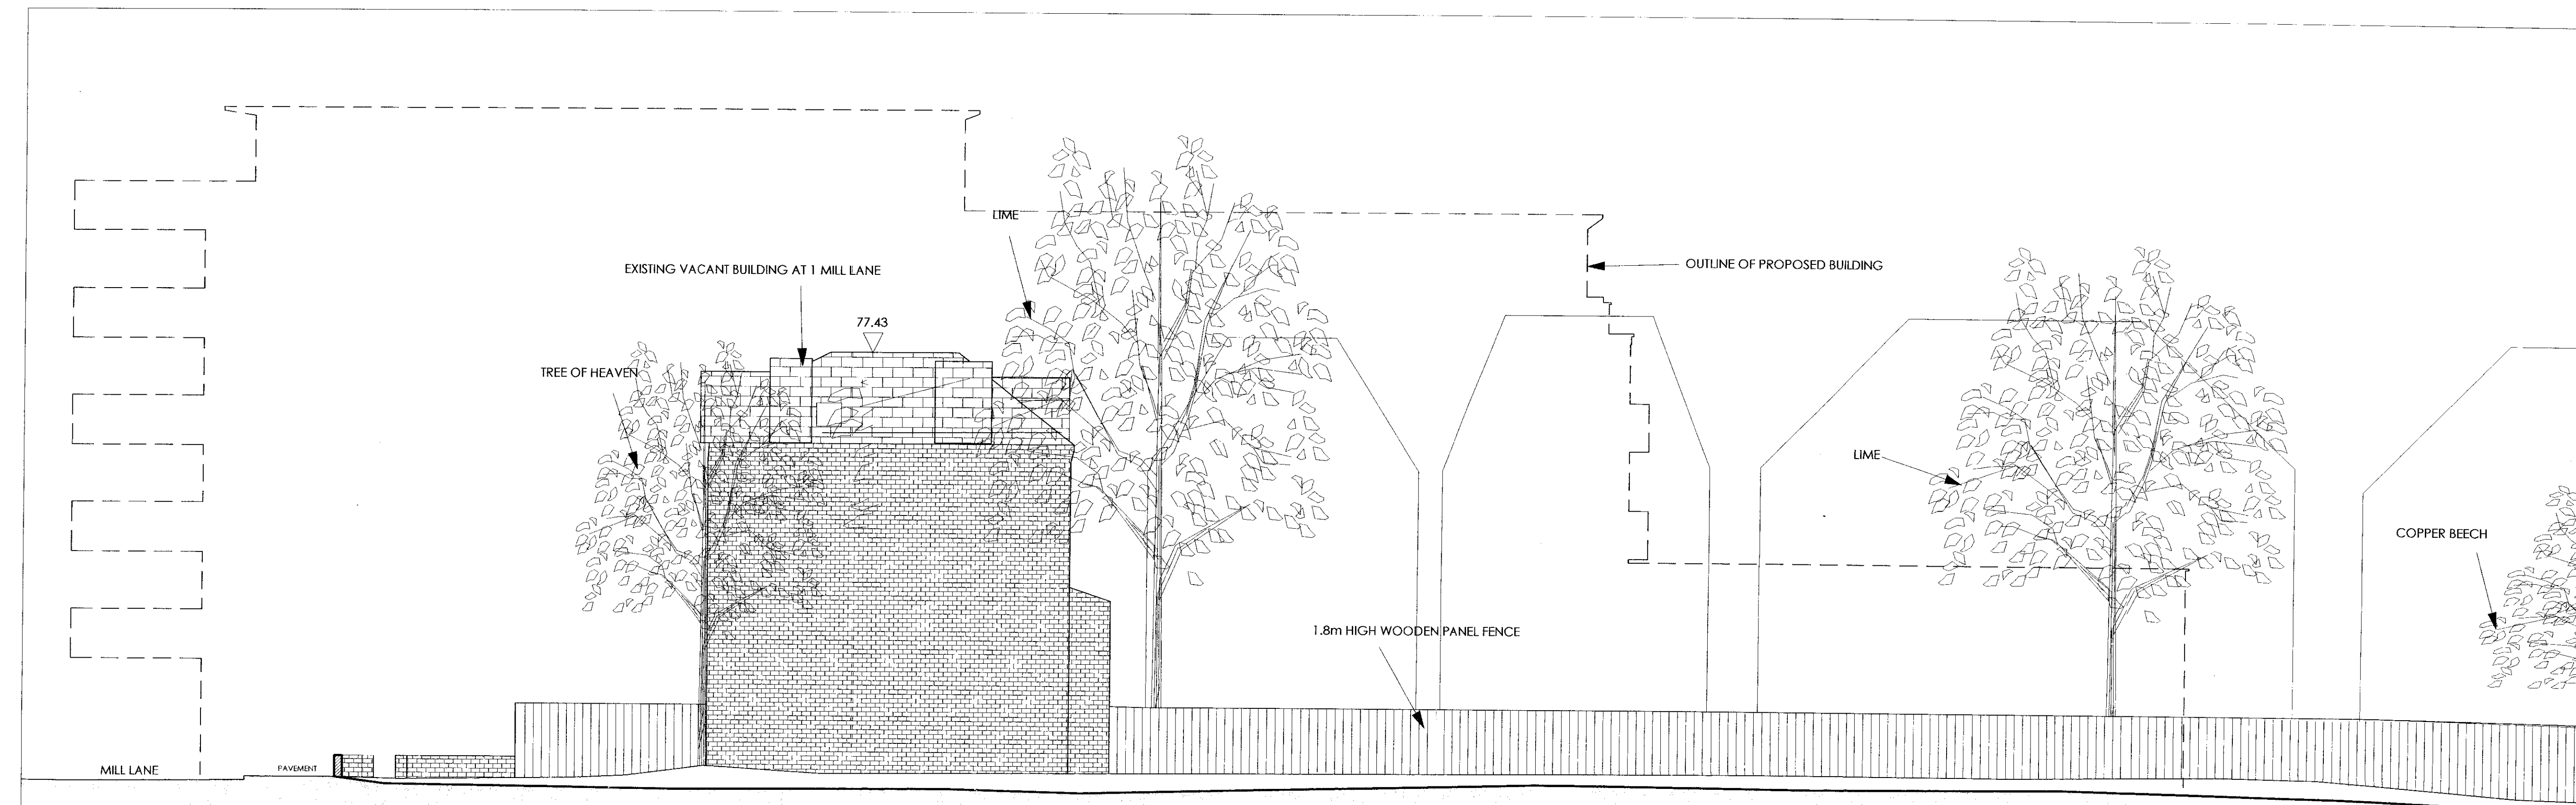 LIME
EXISTING VACANT BUILDING AT 1 MILL LANE
OUTLINE OF PROPOSED BUILDING
77.43
TREE OF HEAVEN
LIME
COPPER BEECH
1.8m HIGH WOODEN PANEL FENCE
MILL LANE
PAVEMENT